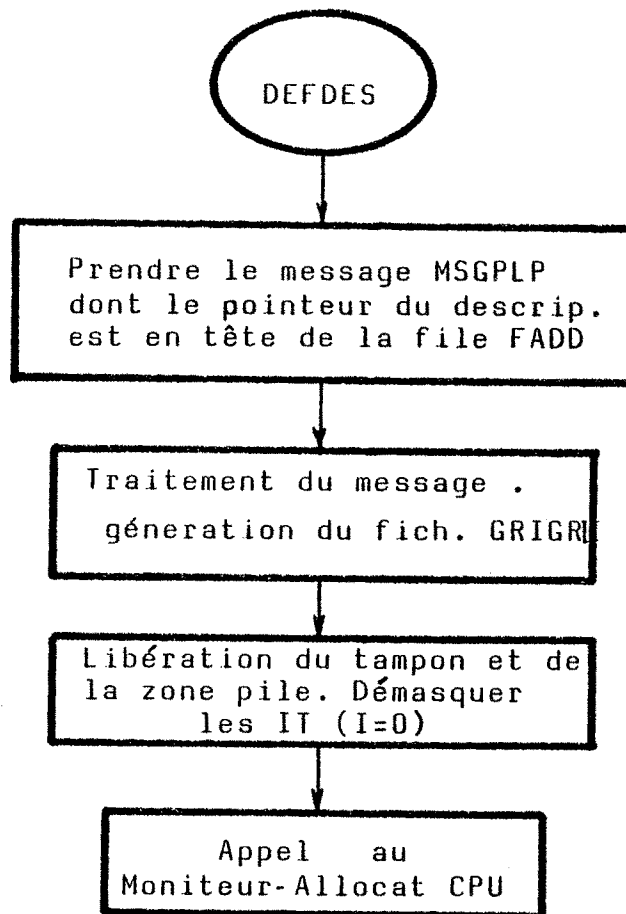 DEFDES
Prendre le message MSGPLP
dont le pointeur du descrip.
est en tête de la file FADD
Traitement du message .
géneration du fich. GRIGRU
Libération du tampon et de
la zone pile. Démasquer
les IT (I=0)
Appel au
Moniteur-Allocat CPU